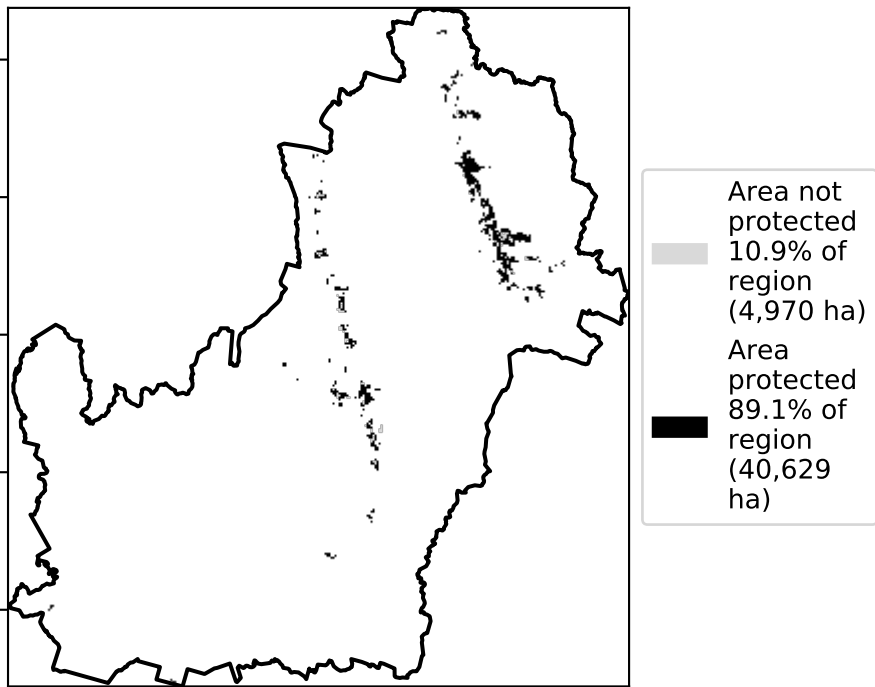 Area not
protected
10.9% of
region
(4,970 ha)
Area
protected
89.1% of
region
(40,629
ha)